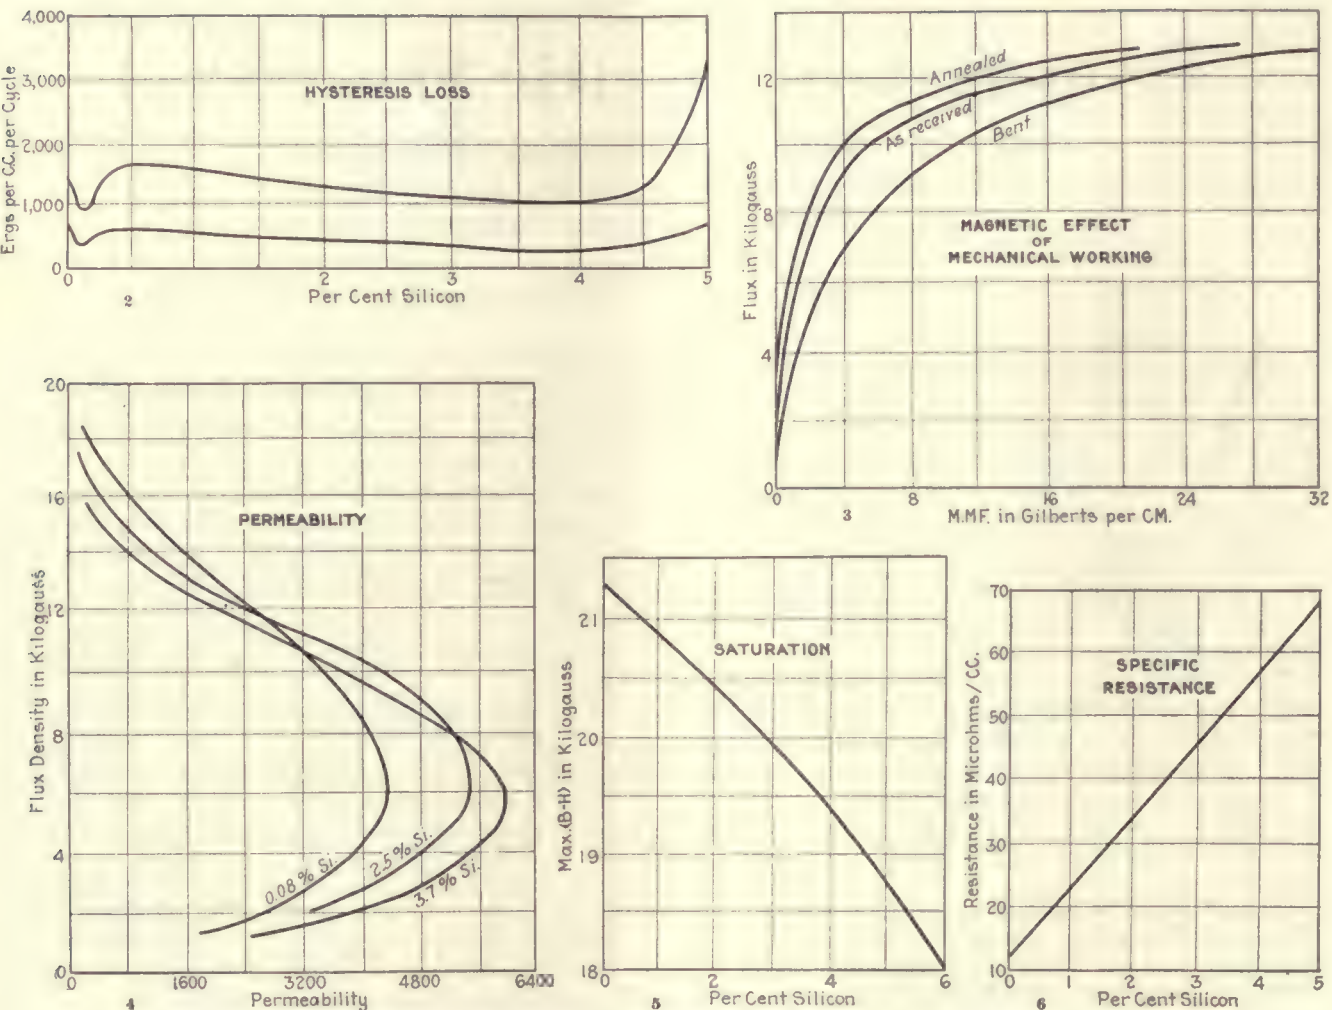 4,000
3,000
2,000
1,000
0
Ergs per C.C. per Cycle
HYSTERESIS LOSS
0
2
3
4
5
Per Cent Silicon
2
12
8
4
0
Flux in Kilogauss
Annealed
As received
Bent
MAGNETIC EFFECT
OF
MECHANICAL WORKING
0
8
16
24
32
M.MF. in Gilberts per CM.
3
20
16
12
8
4
0
Flux Density in Kilogauss
PERMEABILITY
0.08% Si.
2.5% Si.
3.7% Si.
1600
3200
4800
6400
Permeability
4
21
20
19
18
Max.(B-H) in Kilogauss
SATURATION
0
2
4
6
Per Cent Silicon
5
70
60
50
40
30
20
10
Resistance in Microhms/CC.
SPECIFIC
RESISTANCE
0
1
2
3
4
5
Per Cent Silicon
6